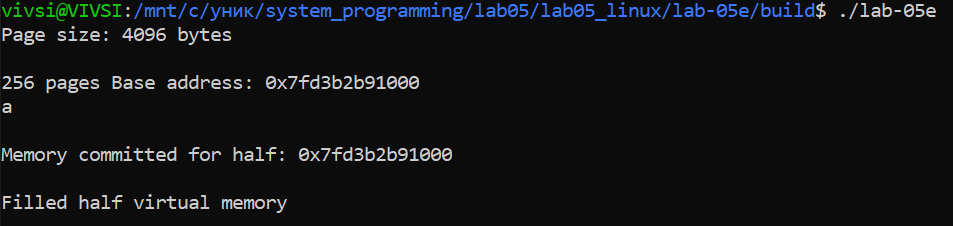 vivsi@VIVSI:/mnt/c/уник/system_programming/lab05/lab05_linux/lab-05e/build$ ./lab-05e
Page size: 4096 bytes
256 pages Base address: 0x7fd3b2b91000
a
Memory committed for half: 0x7fd3b2b91000
Filled half virtual memory